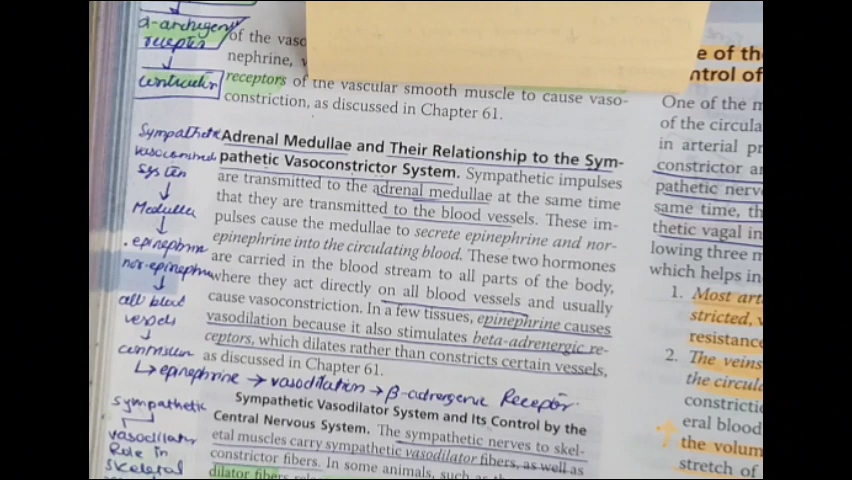 α-archegenic
receptor
Contriction
of the vasc
nephrine, v
receptors of the vascular smooth muscle to cause vaso-
constriction, as discussed in Chapter 61.
Sympathetic
vasoconstrictor
system
Medulla
epinephrine
nor-epinephrine
all blood
vessels
contriction
Adrenal Medullae and Their Relationship to the Sym-
pathetic Vasoconstrictor System. Sympathetic impulses
are transmitted to the adrenal medullae at the same time
that they are transmitted to the blood vessels. These im-
pulses cause the medullae to secrete epinephrine and nor-
epinephrine into the circulating blood. These two hormones
are carried in the blood stream to all parts of the body,
where they act directly on all blood vessels and usually
cause vasoconstriction. In a few tissues, epinephrine causes
vasodilation because it also stimulates beta-adrenergic re-
ceptors, which dilates rather than constricts certain vessels,
as discussed in Chapter 61.
↳ epinephrine → vasodilation → β-adrenergic Receptor
sympathetic
vasodilator
Role in
skeletal
Sympathetic Vasodilator System and Its Control by the
Central Nervous System. The sympathetic nerves to skel-
etal muscles carry sympathetic vasodilator fibers, as well as
constrictor fibers. In some animals, such as
dilator fibers
e of th
ntrol of
One of the m
of the circula
in arterial pr
constrictor an
pathetic nerv
same time, th
thetic vagal in
lowing three m
which helps in
1. Most art
stricted, v
resistance
2. The veins
the circula
constricti
eral blood
the volum
stretch of